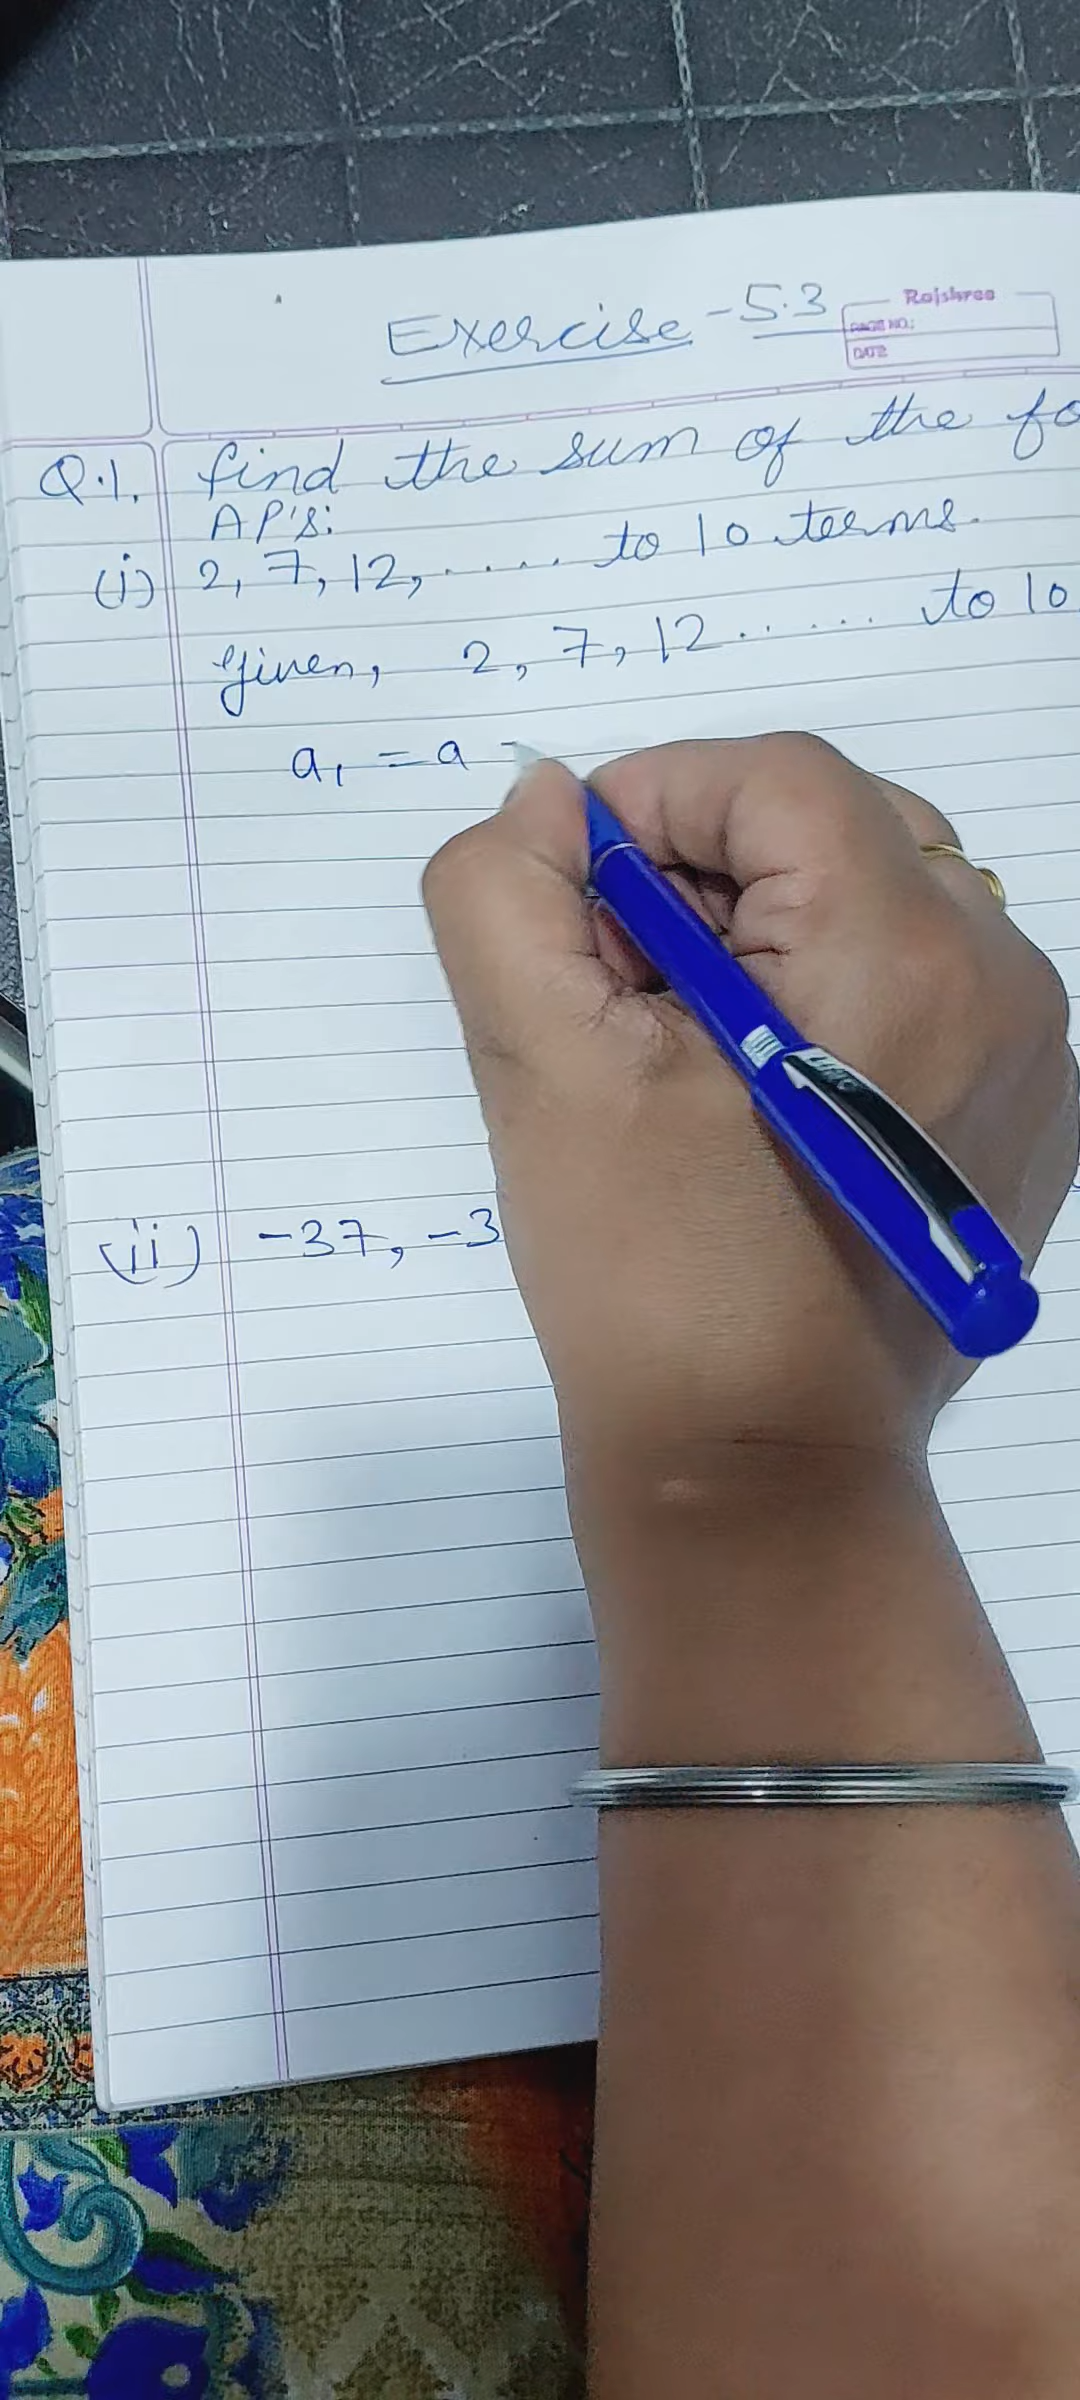 Exercise - 5.3
Rajshree
PAGE NO.:
DATE:
Q.1. find the sum of the fo
AP's:
(i) 2, 7, 12, ..... to 10 terms.
Given, 2, 7, 12 ...... to 10
a₁ = a =
(ii) -37, -3